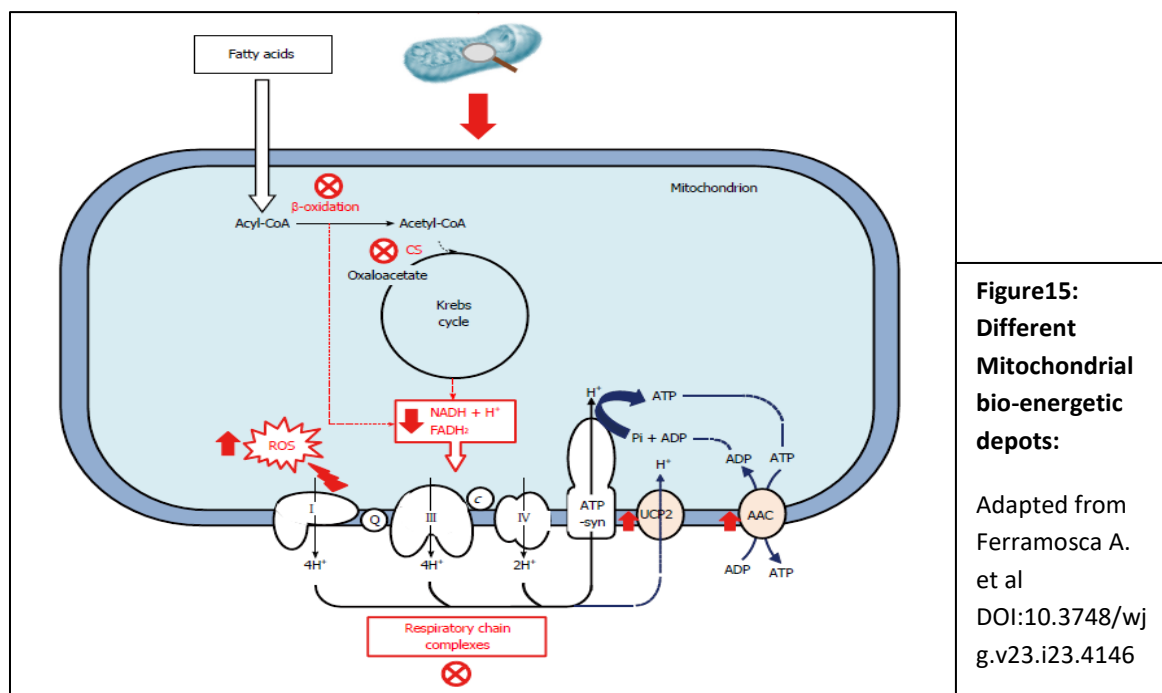 Fatty acids
Mitochondrion
β-oxidation
Acyl-CoA
Acetyl-CoA
CS
Oxaloacetate
Krebs
cycle
NADH + H⁺
FADH₂
ROS
H⁺
ATP
Pi + ADP
H⁺
ADP
ATP
I
Q
III
c
IV
ATP
-syn
UCP2
AAC
4H⁺
4H⁺
2H⁺
ADP
ATP
Respiratory chain
complexes
Figure15:
Different
Mitochondrial
bio-energetic
depots:
Adapted from
Ferramosca A.
et al
DOI:10.3748/wj
g.v23.i23.4146